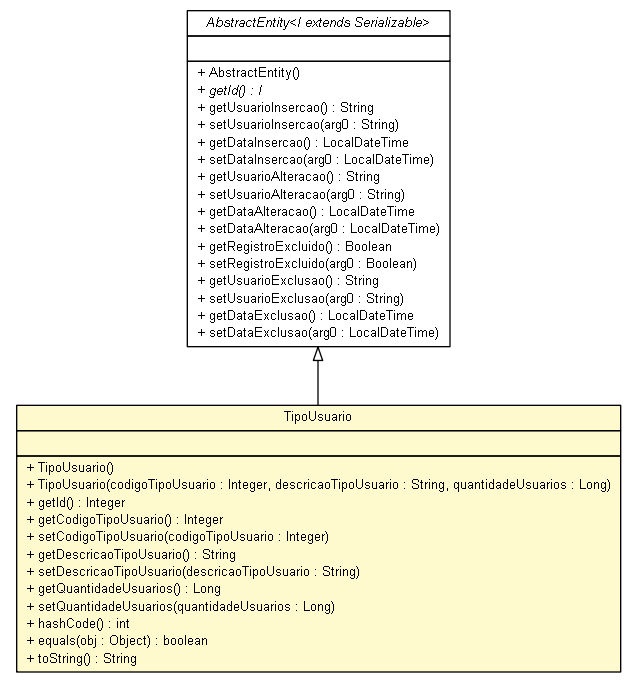 AbstractEntity<I extends Serializable>
+ AbstractEntity()
+ getId() : I
+ getUsuarioInsercao() : String
+ setUsuarioInsercao(arg0 : String)
+ getDataInsercao() : LocalDateTime
+ setDataInsercao(arg0 : LocalDateTime)
+ getUsuarioAlteracao() : String
+ setUsuarioAlteracao(arg0 : String)
+ getDataAlteracao() : LocalDateTime
+ setDataAlteracao(arg0 : LocalDateTime)
+ getRegistroExcluido() : Boolean
+ setRegistroExcluido(arg0 : Boolean)
+ getUsuarioExclusao() : String
+ setUsuarioExclusao(arg0 : String)
+ getDataExclusao() : LocalDateTime
+ setDataExclusao(arg0 : LocalDateTime)
TipoUsuario
+ TipoUsuario()
+ TipoUsuario(codigoTipoUsuario : Integer, descricaoTipoUsuario : String, quantidadeUsuarios : Long)
+ getId() : Integer
+ getCodigoTipoUsuario() : Integer
+ setCodigoTipoUsuario(codigoTipoUsuario : Integer)
+ getDescricaoTipoUsuario() : String
+ setDescricaoTipoUsuario(descricaoTipoUsuario : String)
+ getQuantidadeUsuarios() : Long
+ setQuantidadeUsuarios(quantidadeUsuarios : Long)
+ hashCode() : int
+ equals(obj : Object) : boolean
+ toString() : String